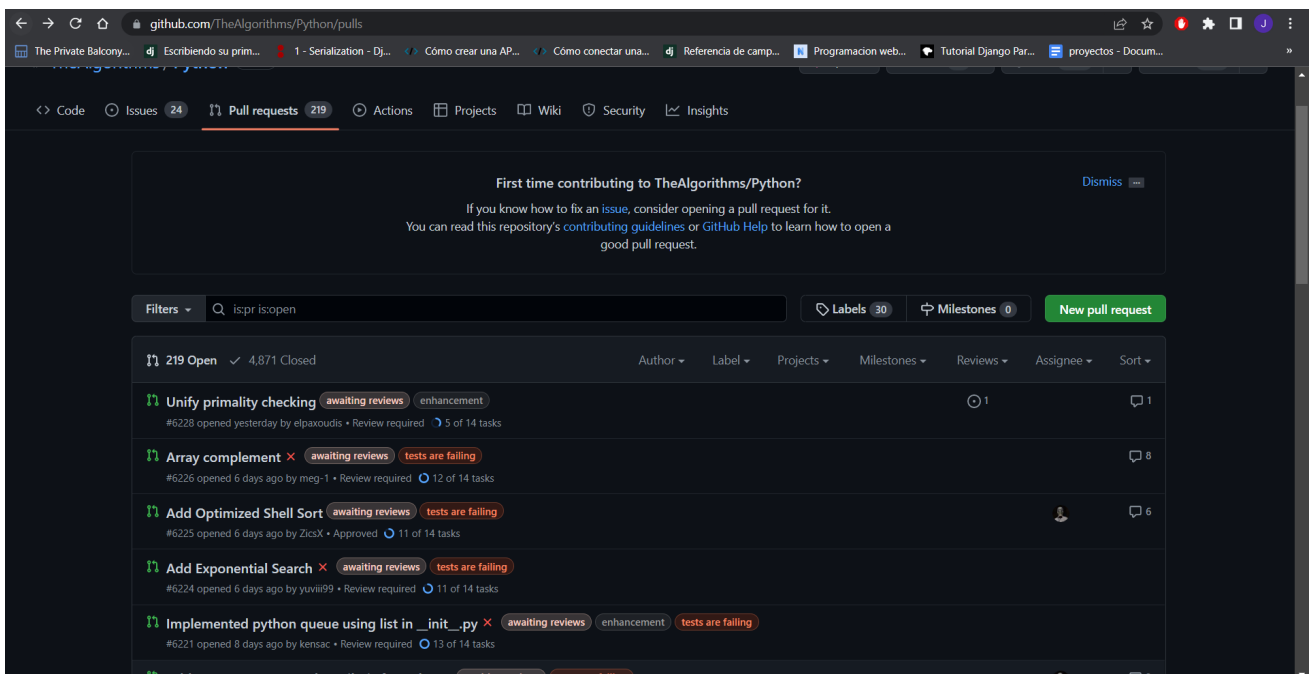 github.com/TheAlgorithms/Python/pulls
J
The Private Balcony... dj Escribiendo su prim... 1 - Serialization - Dj... Cómo crear una AP... Cómo conectar una... dj Referencia de camp... N Programacion web... Tutorial Django Par... proyectos - Docum... »
<> Code Issues 24 Pull requests 219 Actions Projects Wiki Security Insights
First time contributing to TheAlgorithms/Python?
Dismiss ...
If you know how to fix an issue, consider opening a pull request for it.
You can read this repository's contributing guidelines or GitHub Help to learn how to open a
good pull request.
Filters is:pr is:open Labels 30 Milestones 0 New pull request
219 Open 4,871 Closed Author Label Projects Milestones Reviews Assignee Sort
Unify primality checking awaiting reviews enhancement 1 1
#6228 opened yesterday by elpaxoudis • Review required 5 of 14 tasks
Array complement awaiting reviews tests are failing 8
#6226 opened 6 days ago by meg-1 • Review required 12 of 14 tasks
Add Optimized Shell Sort awaiting reviews tests are failing 6
#6225 opened 6 days ago by ZicsX • Approved 11 of 14 tasks
Add Exponential Search awaiting reviews tests are failing
#6224 opened 6 days ago by yuviii99 • Review required 11 of 14 tasks
Implemented python queue using list in __init__.py awaiting reviews enhancement tests are failing
#6221 opened 8 days ago by kensac • Review required 13 of 14 tasks